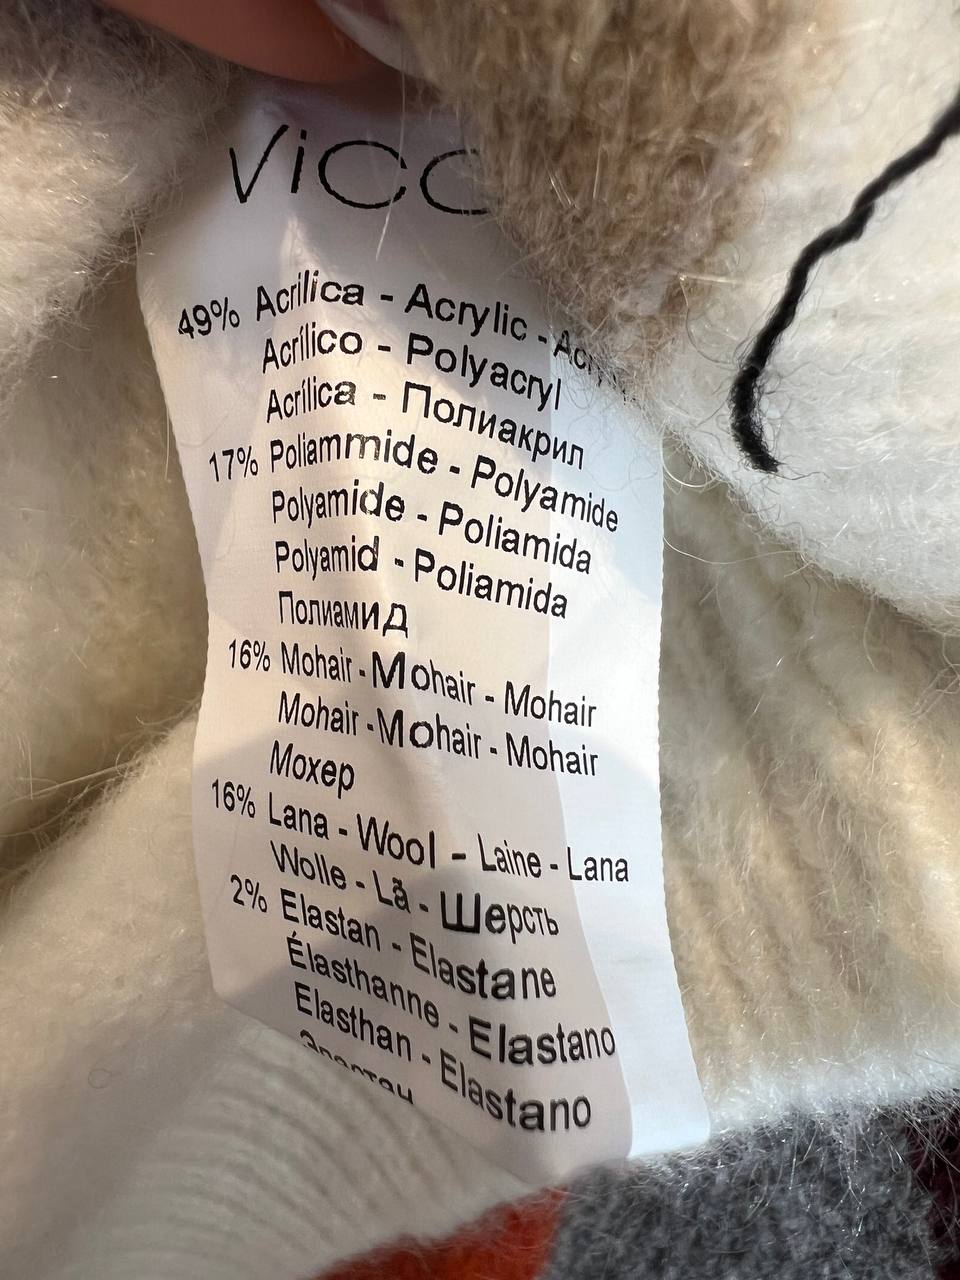 ViCC
49% Acrilica - Acrylic -
Acrílico - Polyacryl
Acrílica - Полиакрил
17% Poliammide - Polyamide
Polyamide - Poliamida
Polyamid - Poliamida
Полиамид
16% Mohair - Mohair - Mohair
Mohair - Mohair - Mohair
Мохер
16% Lana - Wool - Laine - Lana
Wolle - Lã - Шерсть
2% Elastan - Elastane
Élasthanne - Elastano
Elasthan - Elastano